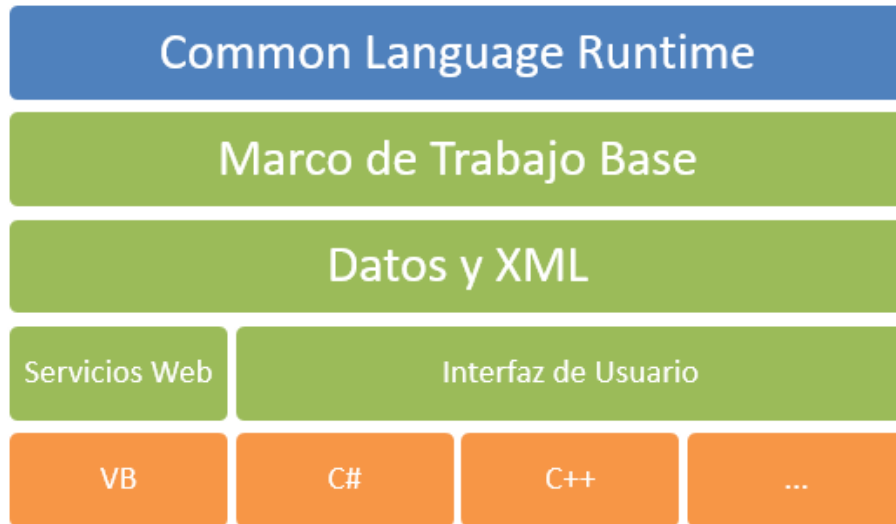 Common Language Runtime
Marco de Trabajo Base
Datos y XML
Servicios Web
Interfaz de Usuario
VB
C#
C++
...